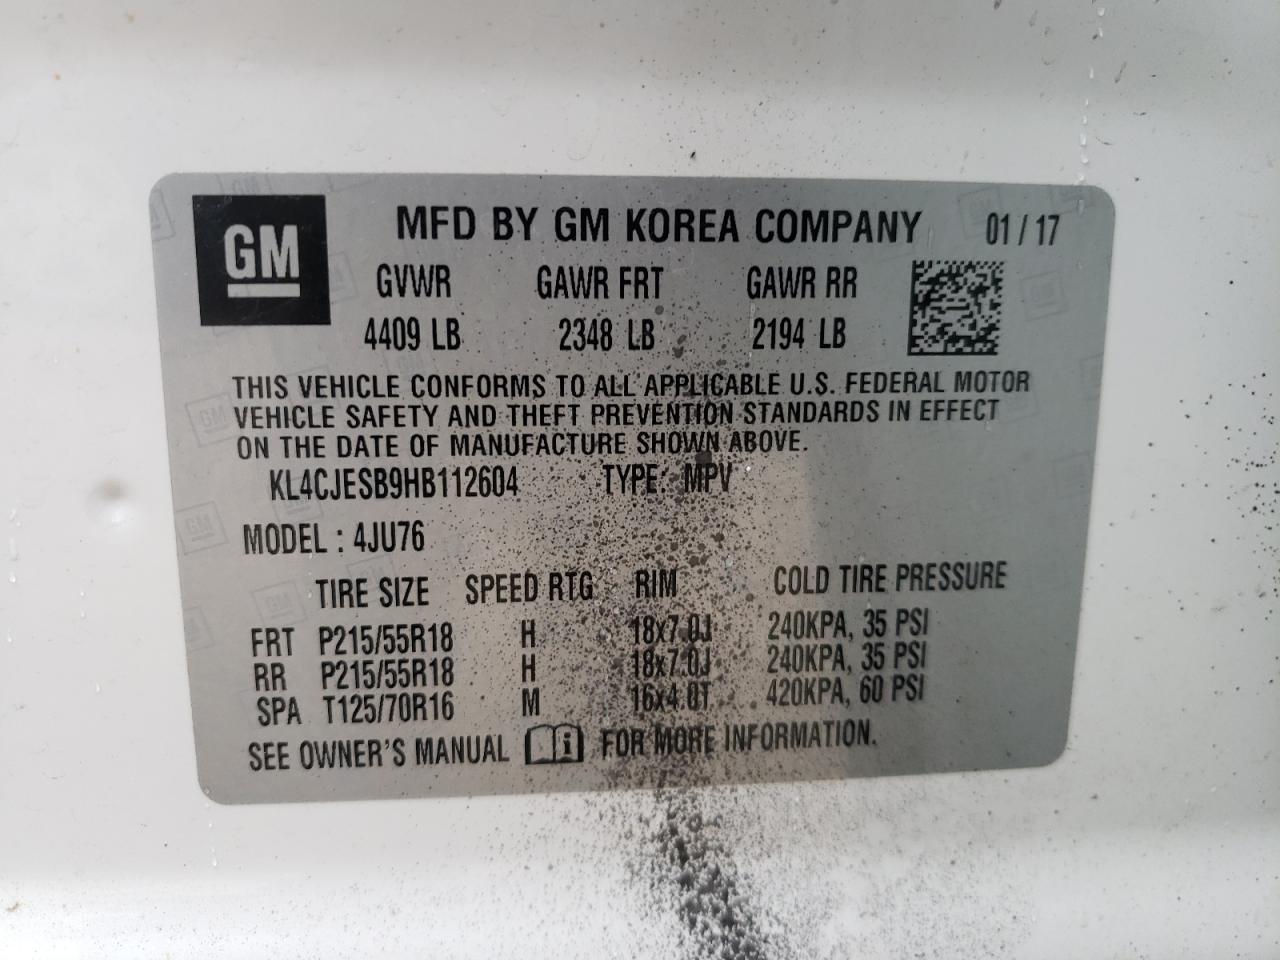 GM MFD BY GM KOREA COMPANY 01/17
GVWR GAWR FRT GAWR RR
4409 LB 2348 LB 2194 LB
THIS VEHICLE CONFORMS TO ALL APPLICABLE U.S. FEDERAL MOTOR
VEHICLE SAFETY AND THEFT PREVENTION STANDARDS IN EFFECT
ON THE DATE OF MANUFACTURE SHOWN ABOVE.
KL4CJESB9HB112604 TYPE: MPV
MODEL : 4JU76
TIRE SIZE SPEED RTG RIM COLD TIRE PRESSURE
FRT P215/55R18 H 18x7.0J 240KPA, 35 PSI
RR P215/55R18 H 18x7.0J 240KPA, 35 PSI
SPA T125/70R16 M 16x4.0T 420KPA, 60 PSI
SEE OWNER'S MANUAL i FOR MORE INFORMATION.